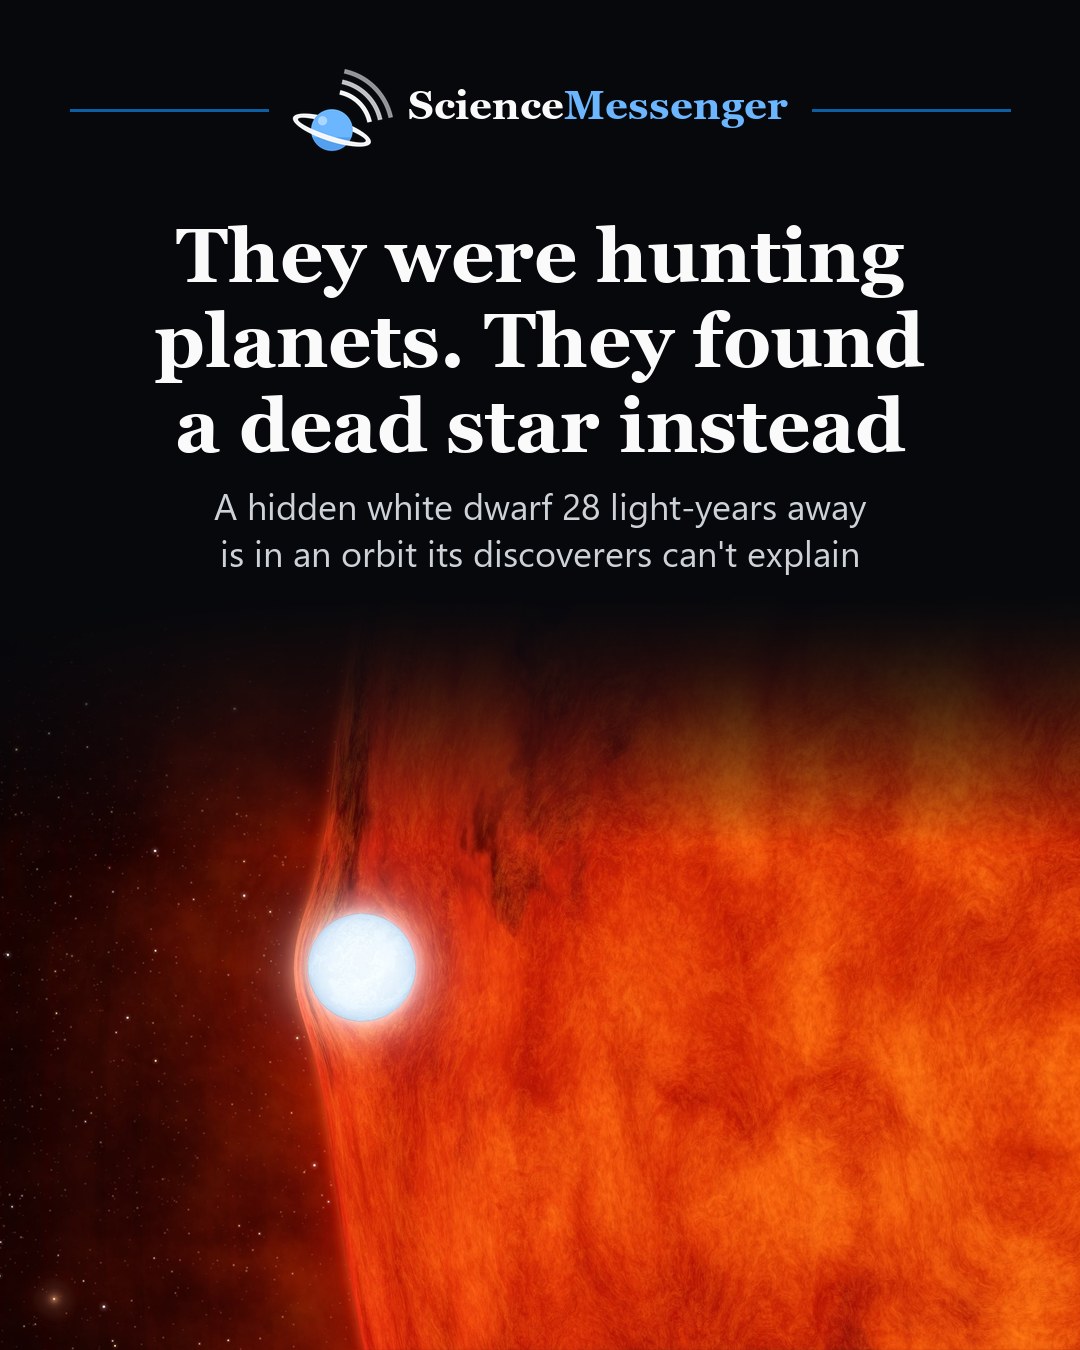 ScienceMessenger
They were hunting
planets. They found
a dead star instead
A hidden white dwarf 28 light-years away
is in an orbit its discoverers can't explain